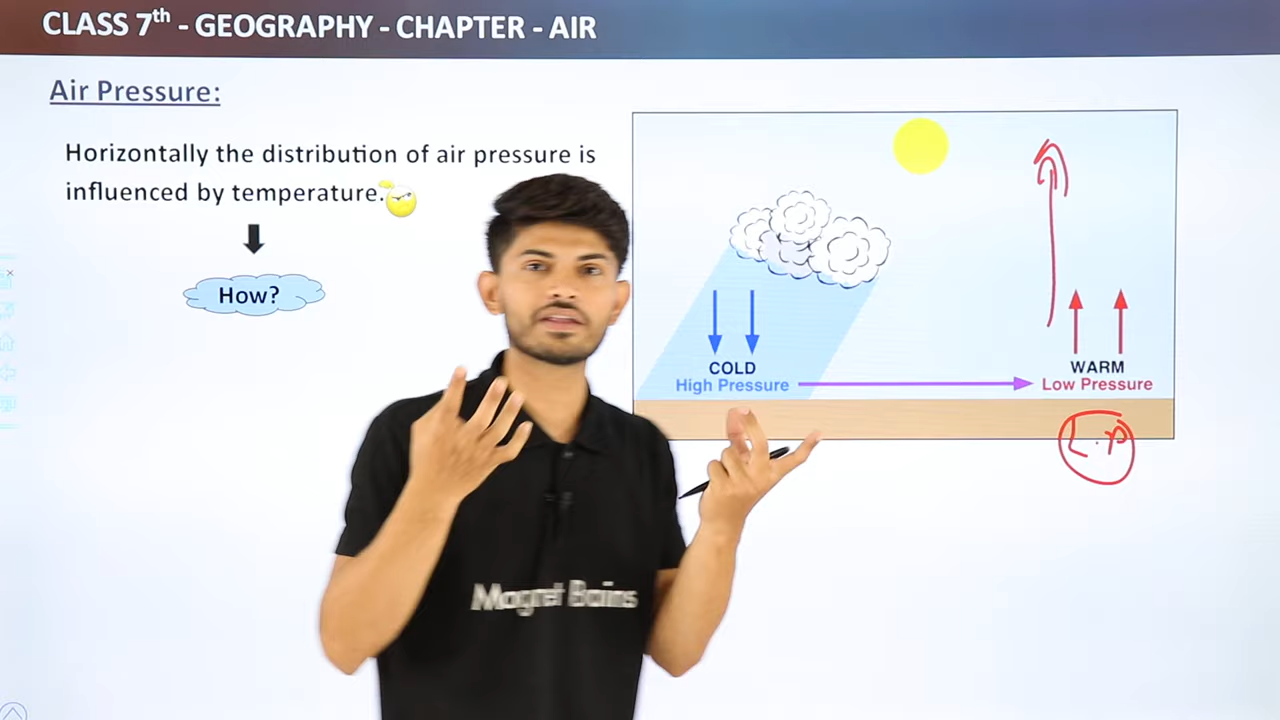 CLASS 7th - GEOGRAPHY - CHAPTER - AIR
Air Pressure:
Horizontally the distribution of air pressure is
influenced by temperature.
How?
COLD
High Pressure
WARM
Low Pressure
L.P
Magnet Brains